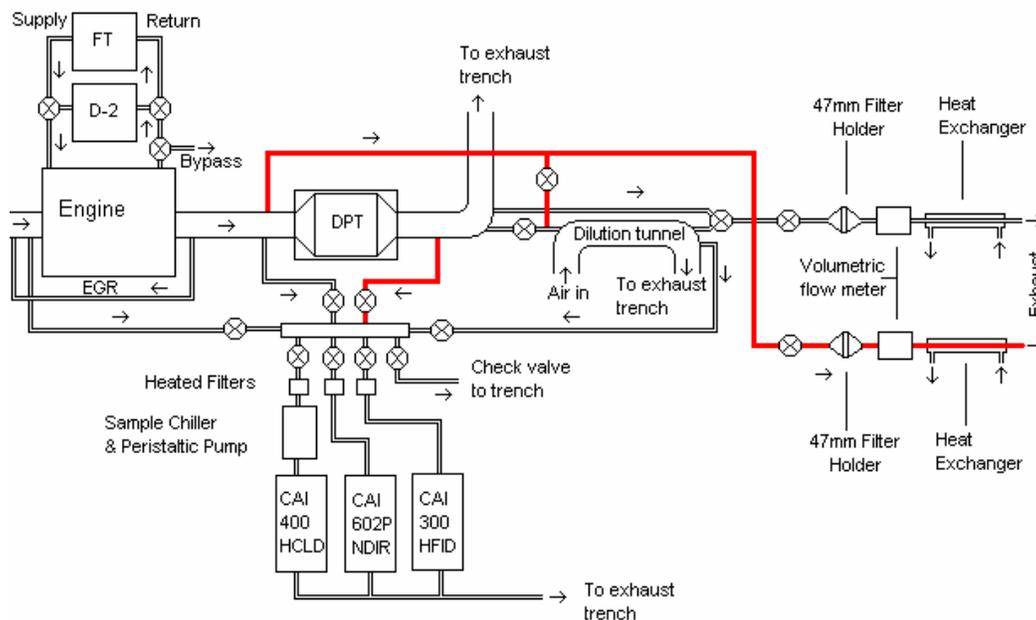 Supply
Return
FT
D-2
Bypass
To exhaust
trench
47mm Filter
Holder
Heat
Exchanger
Engine
DPT
Dilution tunnel
EGR
Air in
To exhaust
trench
Volumetric
flow meter
Exhaust
Check valve
to trench
Heated Filters
Sample Chiller
& Peristaltic Pump
47mm Filter
Holder
Heat
Exchanger
CAI
400
HCLD
CAI
602P
NDIR
CAI
300
HFID
To exhaust
trench